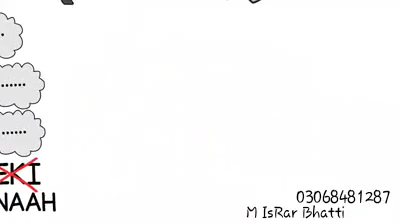 ......
......
EKI
NAAH
03068481287
M IsRar Bhatti